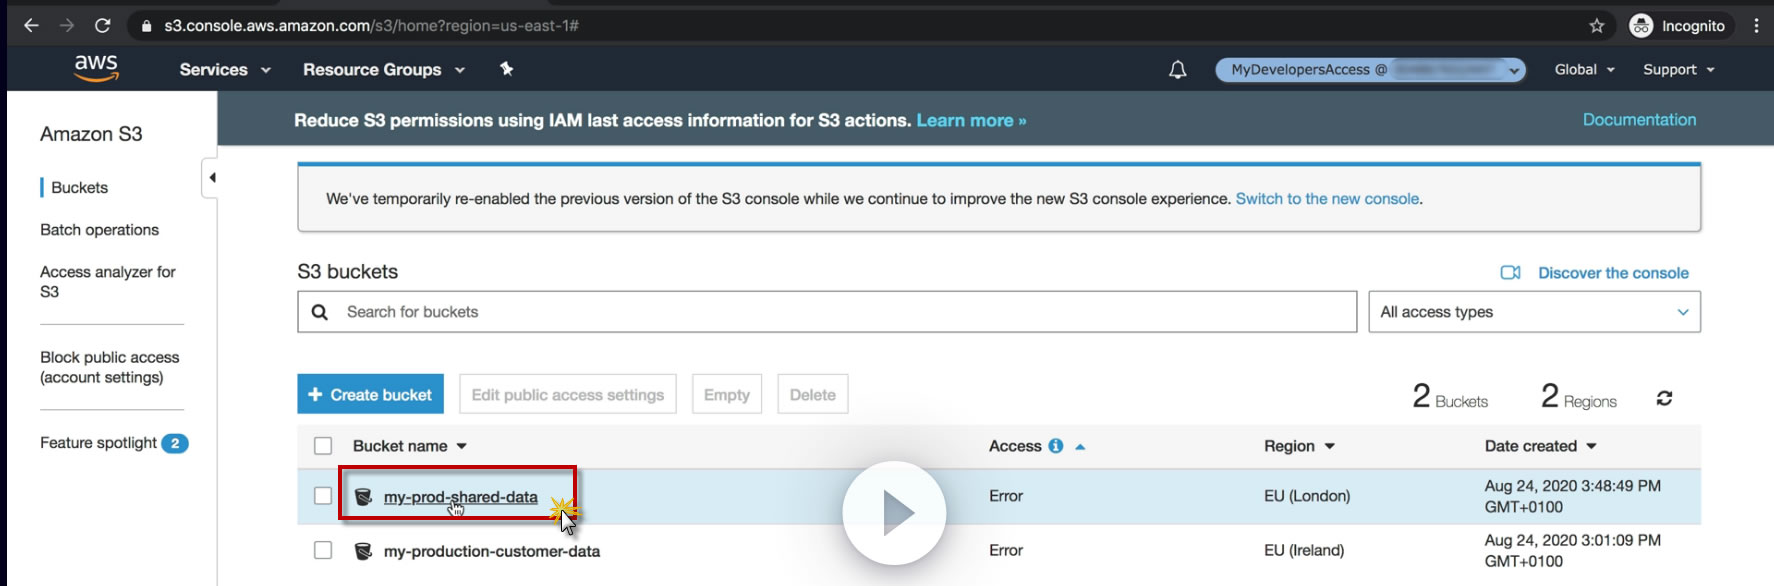 s3.console.aws.amazon.com/s3/home?region=us-east-1#
Incognito
aws
Services
Resource Groups
MyDevelopersAccess @
Global
Support
Reduce S3 permissions using IAM last access information for S3 actions. Learn more »
Documentation
Amazon S3
Buckets
Batch operations
Access analyzer for
S3
Block public access
(account settings)
Feature spotlight 2
We've temporarily re-enabled the previous version of the S3 console while we continue to improve the new S3 console experience. Switch to the new console.
S3 buckets
Discover the console
Search for buckets
All access types
+ Create bucket
Edit public access settings
Empty
Delete
2 Buckets
2 Regions
Bucket name
Access
Region
Date created
my-prod-shared-data
Error
EU (London)
Aug 24, 2020 3:48:49 PM
GMT+0100
my-production-customer-data
Error
EU (Ireland)
Aug 24, 2020 3:01:09 PM
GMT+0100